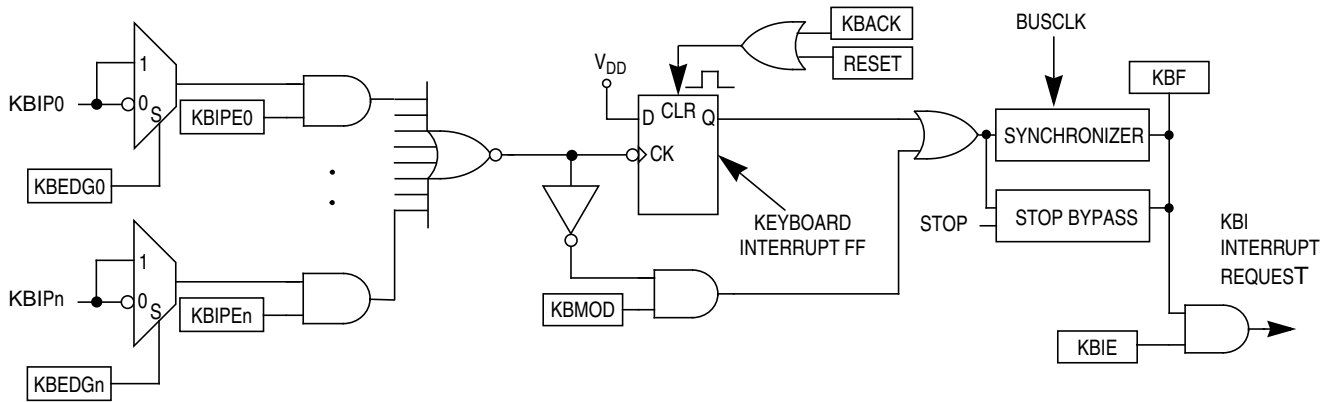 KBIP0
1
0
S
KBEDG0
KBIPE0
KBIPn
1
0
S
KBEDGn
KBIPEn
VDD
D CLR Q
CK
KBACK
RESET
KEYBOARD
INTERRUPT FF
KBMOD
BUSCLK
SYNCHRONIZER
STOP
STOP BYPASS
KBF
KBI
INTERRUPT
REQUEST
KBIE